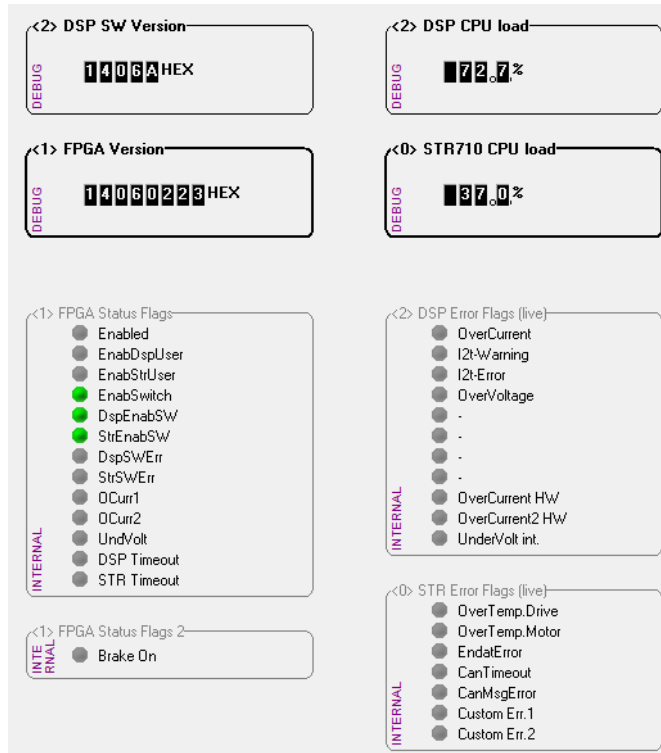 <2> DSP SW Version
DEBUG
1406A HEX
<2> DSP CPU load
DEBUG
72.7 %
<1> FPGA Version
DEBUG
14060223 HEX
<0> STR710 CPU load
DEBUG
37.0 %
<1> FPGA Status Flags
INTERNAL
Enabled
EnabDspUser
EnabStrUser
EnabSwitch
DspEnabSW
StrEnabSW
DspSWErr
StrSWErr
OCurr1
OCurr2
UndVolt
DSP Timeout
STR Timeout
<1> FPGA Status Flags 2
INTE
RNAL
Brake On
<2> DSP Error Flags (live)
INTERNAL
OverCurrent
I2t-Warning
I2t-Error
OverVoltage
-
-
-
-
OverCurrent HW
OverCurrent2 HW
UnderVolt int.
<0> STR Error Flags (live)
INTERNAL
OverTemp.Drive
OverTemp.Motor
EndatError
CanTimeout
CanMsgError
Custom Err.1
Custom Err.2